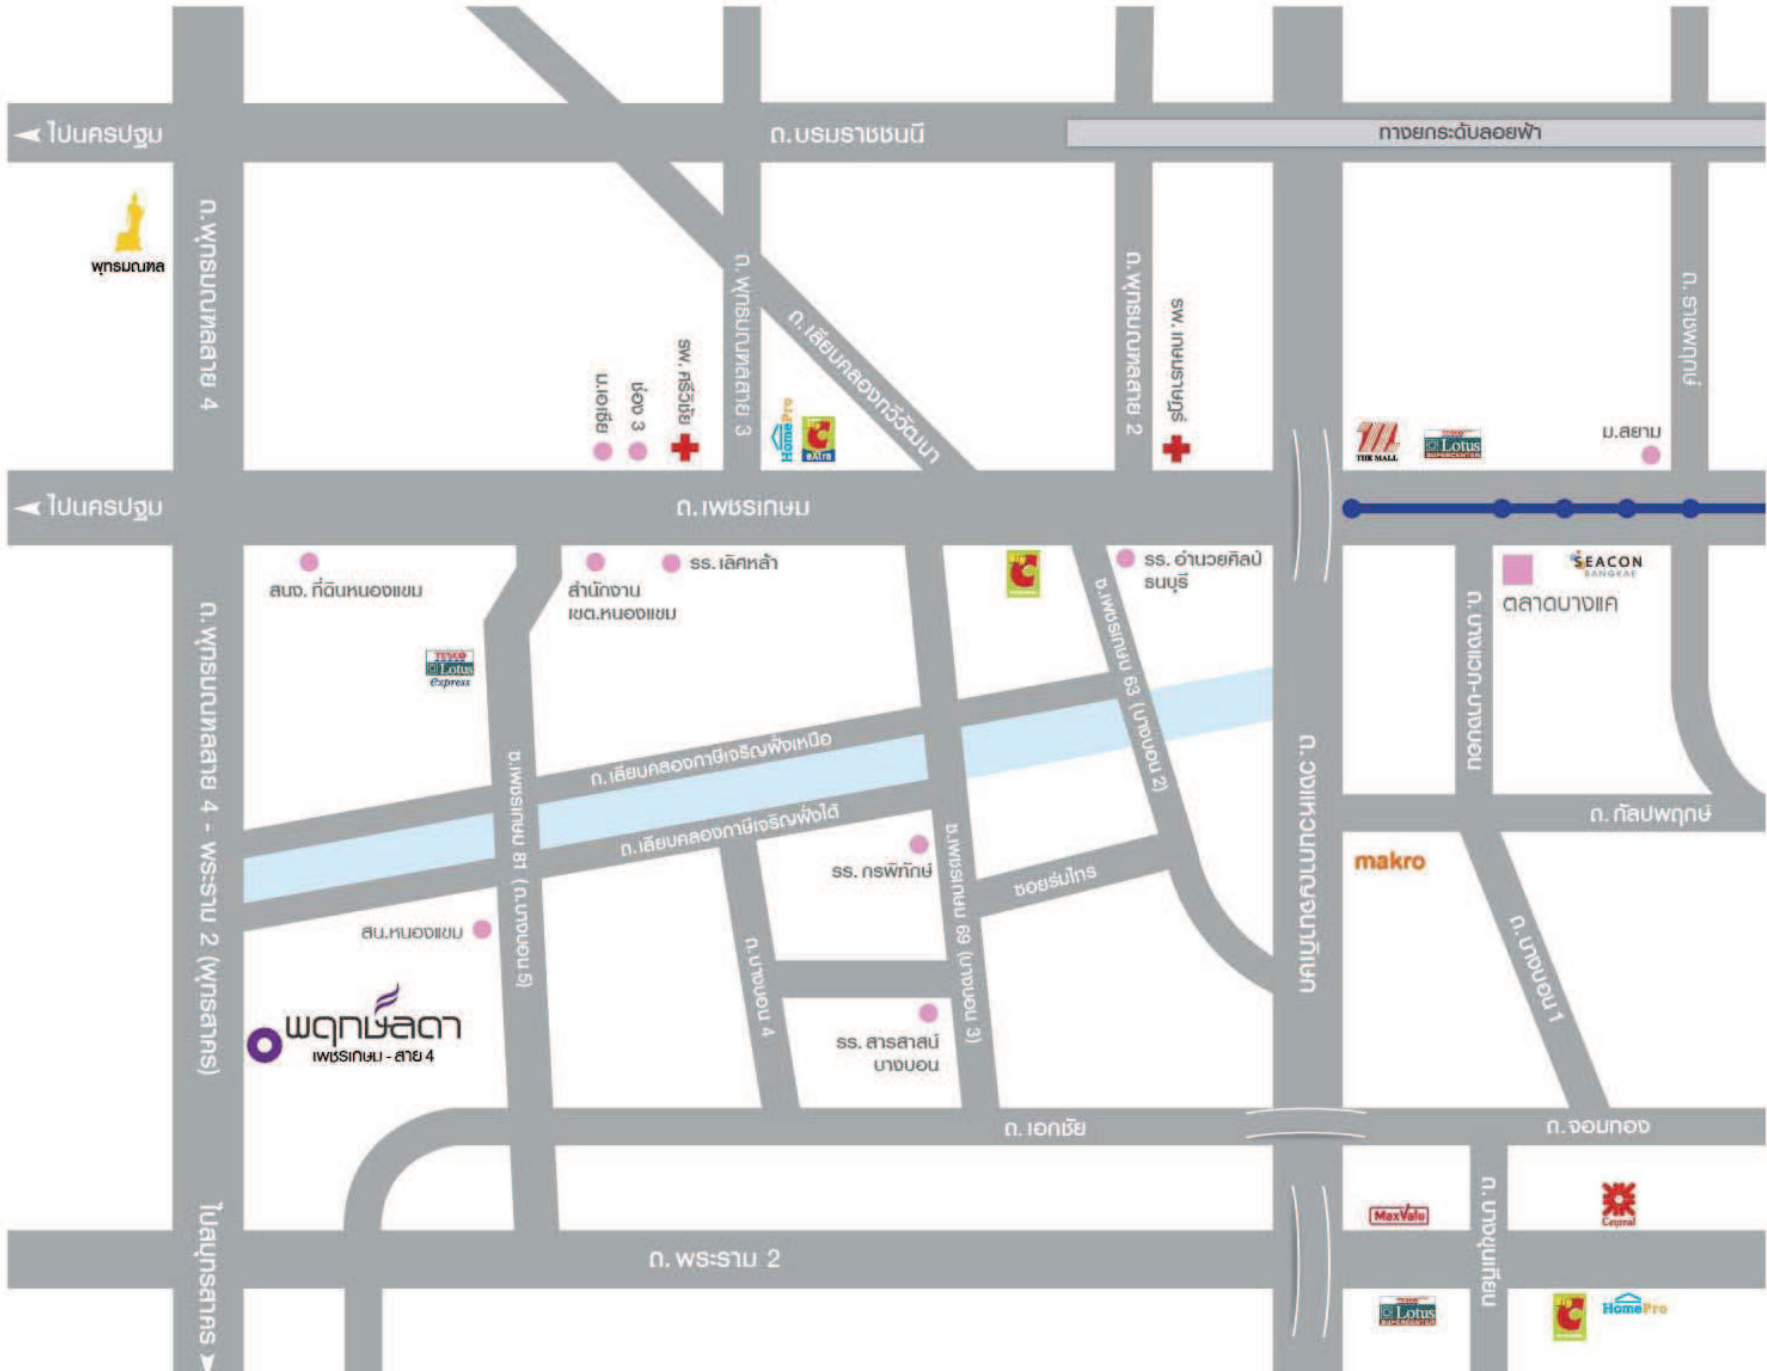 ไปนครปฐม
ถ.บรมราชชนนี
ทางยกระดับลอยฟ้า
พุทธมณฑล
ถ.พุทธมณฑลสาย 4
ถ. พุทธมณฑลสาย 3
ถ. เลียบคลองทวีวัฒนา
ถ. พุทธมณฑลสาย 2
รพ. เกษมราษฎร์
ถ. ราชพฤกษ์
ม.เอเชีย
ช่อง 3
รพ. ศรีวิชัย
HomePro
C
extra
THE MALL
TESCO
Lotus
SUPERCENTER
ม.สยาม
ไปนครปฐม
ถ.เพชรเกษม
สนง. ที่ดินหนองแขม
สำนักงาน
เขต.หนองแขม
รร. เลิศหล้า
C
รร. อำนวยศิลป์
ธนบุรี
SEACON
BANGKAE
ตลาดบางแค
TESCO
Lotus
express
ซ.เพชรเกษม 63 (บางบอน 2)
ถ. บางแวก-บางบอน
ถ. พุทธมณฑลสาย 4 - พระราม 2 (พุทธสาคร)
ซ.เพชรเกษม 81 (ถ.บางบอน 5)
ถ. เลียบคลองภาษีเจริญฝั่งเหนือ
ถ. เลียบคลองภาษีเจริญฝั่งใต้
ถ. วงแหวนกาญจนาภิเษก
ถ. กัลปพฤกษ์
makro
รร. กรพิทักษ์
ซ.เพชรเกษม 69 (บางบอน 3)
ซอยร่มไทร
สน.หนองแขม
ถ. บางบอน 4
ถ. บางบอน 1
พฤกษ์ลดา
เพชรเกษม - สาย 4
รร. สารสาสน์
บางบอน
ถ. เอกชัย
ถ.จอมทอง
ไปสมุทรสาคร
ถ. พระราม 2
MaxValu
ถ. บางขุนเทียน
Central
TESCO
Lotus
SUPERCENTER
C
HomePro